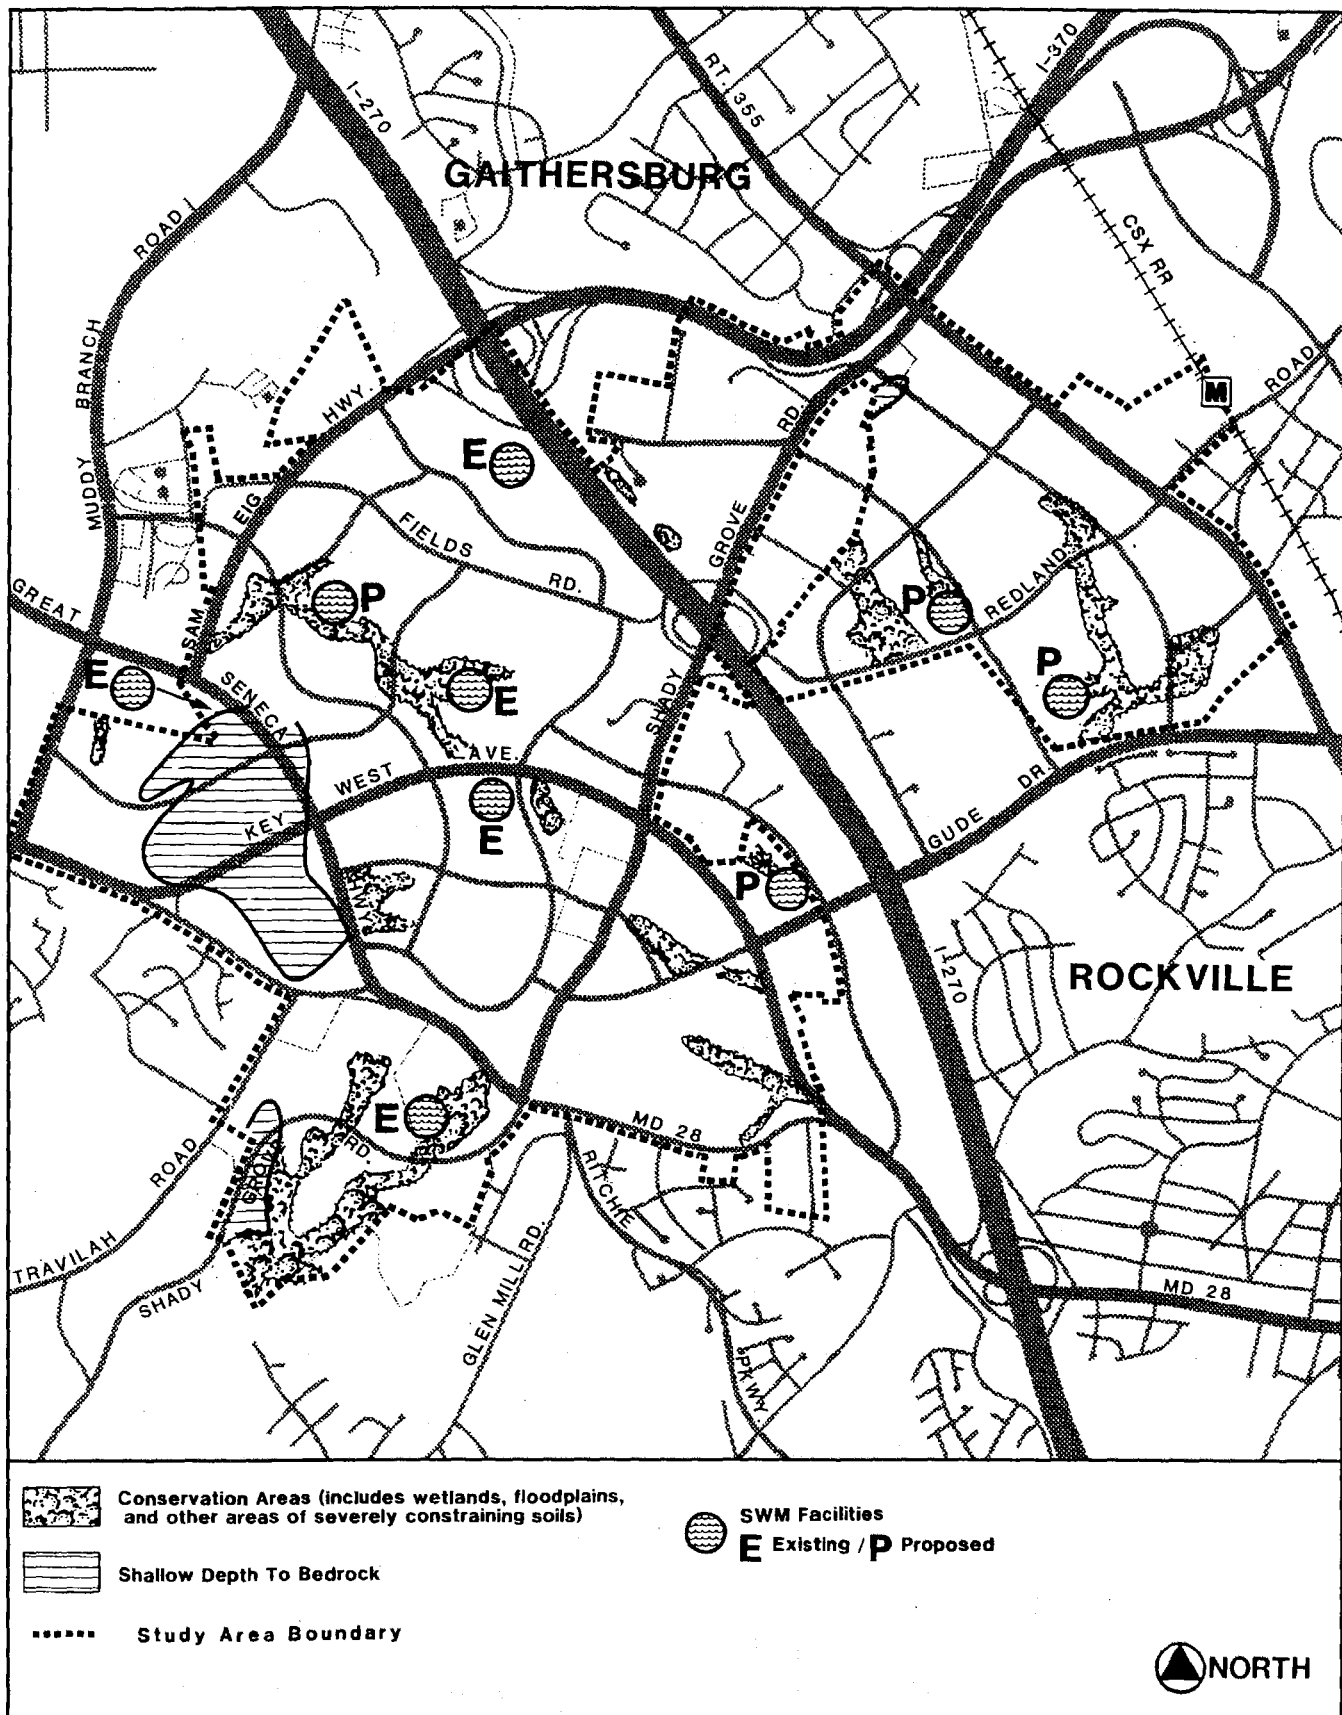 I-270
RT. 355
I-370
GAITHERSBURG
CSX RR
ROAD
MUDDY BRANCH
HWY.
RD.
ROAD
M
E
EIG
FIELDS
RD.
GROVE
GREAT
SAM
P
P
REDLAND
E
SENECA
E
SHADY
P
WEST
AVE.
KEY
E
DR.
GUDE
P
I-270
ROCKVILLE
E
MD 28
RD.
ROAD
GROV
RITCHIE
TRAVILAH
SHADY
GLEN MILL RD.
MD 28
PKWY.
Conservation Areas (includes wetlands, floodplains,
and other areas of severely constraining soils)
SWM Facilities
E Existing / P Proposed
Shallow Depth To Bedrock
Study Area Boundary
NORTH